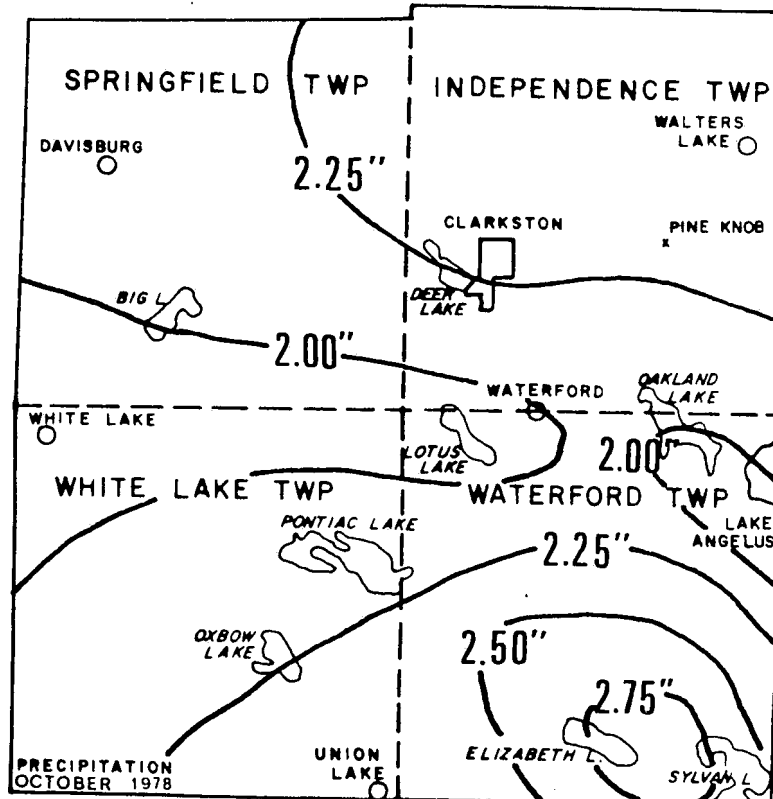 SPRINGFIELD TWP
INDEPENDENCE TWP
WALTERS
LAKE
DAVISBURG
2.25"
CLARKSTON
PINE KNOB
DEER
LAKE
BIG L.
2.00"
WATERFORD
OAKLAND
LAKE
WHITE LAKE
LOTUS
LAKE
2.00"
WHITE LAKE TWP
WATERFORD TWP
PONTIAC LAKE
LAKE
ANGELUS
2.25"
OXBOW
LAKE
2.50"
2.75"
ELIZABETH L.
SYLVAN L.
UNION
LAKE
PRECIPITATION
OCTOBER 1978